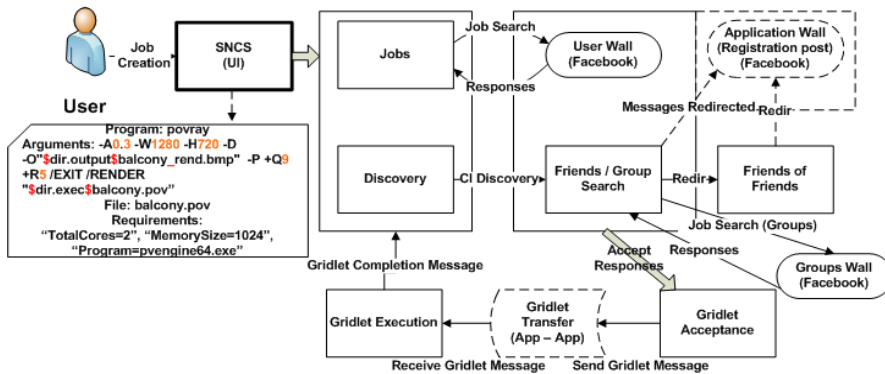 Job
Creation
SNCS
(UI)
User
Program: povray
Arguments: -A0.3 -W1280 -H720 -D
-O"$dir.output$balcony_rend.bmp" -P +Q9
+R5 /EXIT /RENDER
"$dir.exec$balcony.pov”
File: balcony.pov
Requirements:
“TotalCores=2”, “MemorySize=1024”,
“Program=pvengine64.exe”
Jobs
Job Search
Responses
User Wall
(Facebook)
Application Wall
(Registration post)
(Facebook)
Messages Redirected
Redir
Discovery
CI Discovery
Friends / Group
Search
Redir
Friends of
Friends
Job Search (Groups)
Responses
Accept
Responses
Groups Wall
(Facebook)
Gridlet Completion Message
Gridlet Execution
Gridlet
Transfer
(App – App)
Gridlet
Acceptance
Receive Gridlet Message
Send Gridlet Message